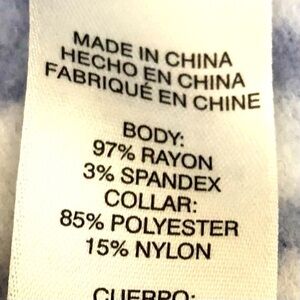 MADE IN CHINA
HECHO EN CHINA
FABRIQUÉ EN CHINE
BODY:
97% RAYON
3% SPANDEX
COLLAR:
85% POLYESTER
15% NYLON
CUERPO: